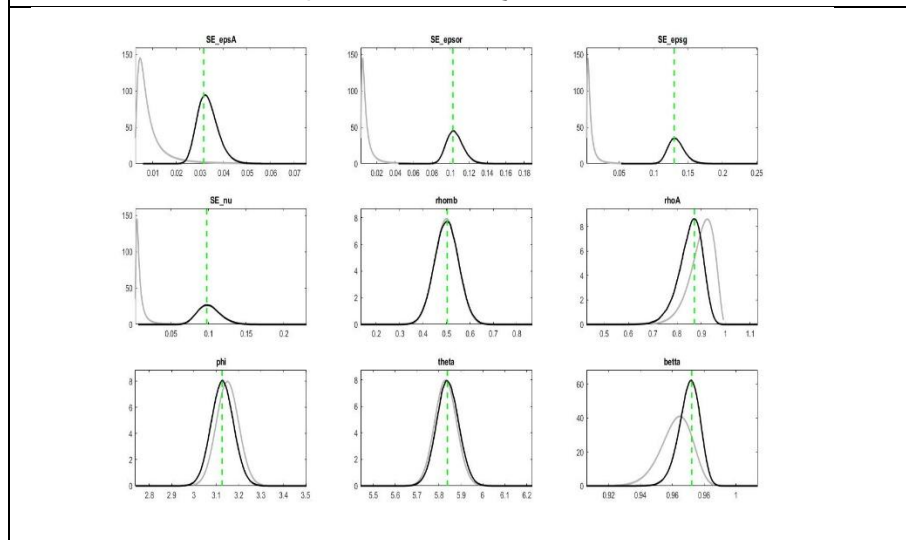 SE_epsA SE_epsor SE_epsg
150 150 150
100 100 100
50 50 50
0 0 0
0.01 0.02 0.03 0.04 0.05 0.06 0.07 0.02 0.04 0.06 0.08 0.1 0.12 0.14 0.16 0.18 0.05 0.1 0.15 0.2 0.25
SE_nu rhomb rhoA
150 8 8
100 6 6
4 4
50 2 2
0 0 0
0.05 0.1 0.15 0.2 0.2 0.3 0.4 0.5 0.6 0.7 0.8 0.5 0.6 0.7 0.8 0.9 1 1.1
phi theta betta
8 8 60
6 6 40
4 4
2 2 20
0 0 0
2.8 2.9 3 3.1 3.2 3.3 3.4 3.5 5.5 5.6 5.7 5.8 5.9 6 6.1 6.2 0.92 0.94 0.96 0.98 1